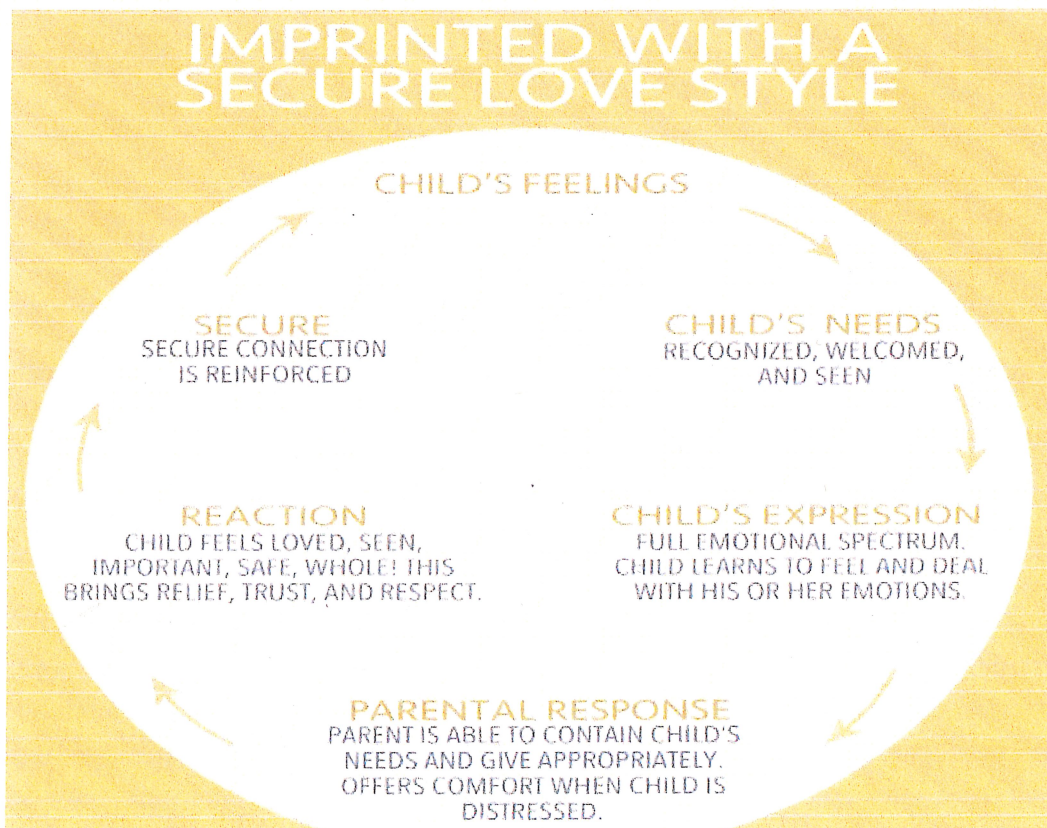 IMPRINTED WITH A
SECURE LOVE STYLE
CHILD'S FEELINGS
CHILD'S NEEDS
RECOGNIZED, WELCOMED,
AND SEEN
CHILD'S EXPRESSION
FULL EMOTIONAL SPECTRUM.
CHILD LEARNS TO FEEL AND DEAL
WITH HIS OR HER EMOTIONS.
PARENTAL RESPONSE
PARENT IS ABLE TO CONTAIN CHILD'S
NEEDS AND GIVE APPROPRIATELY.
OFFERS COMFORT WHEN CHILD IS
DISTRESSED.
REACTION
CHILD FEELS LOVED, SEEN,
IMPORTANT, SAFE, WHOLE! THIS
BRINGS RELIEF, TRUST, AND RESPECT.
SECURE
SECURE CONNECTION
IS REINFORCED